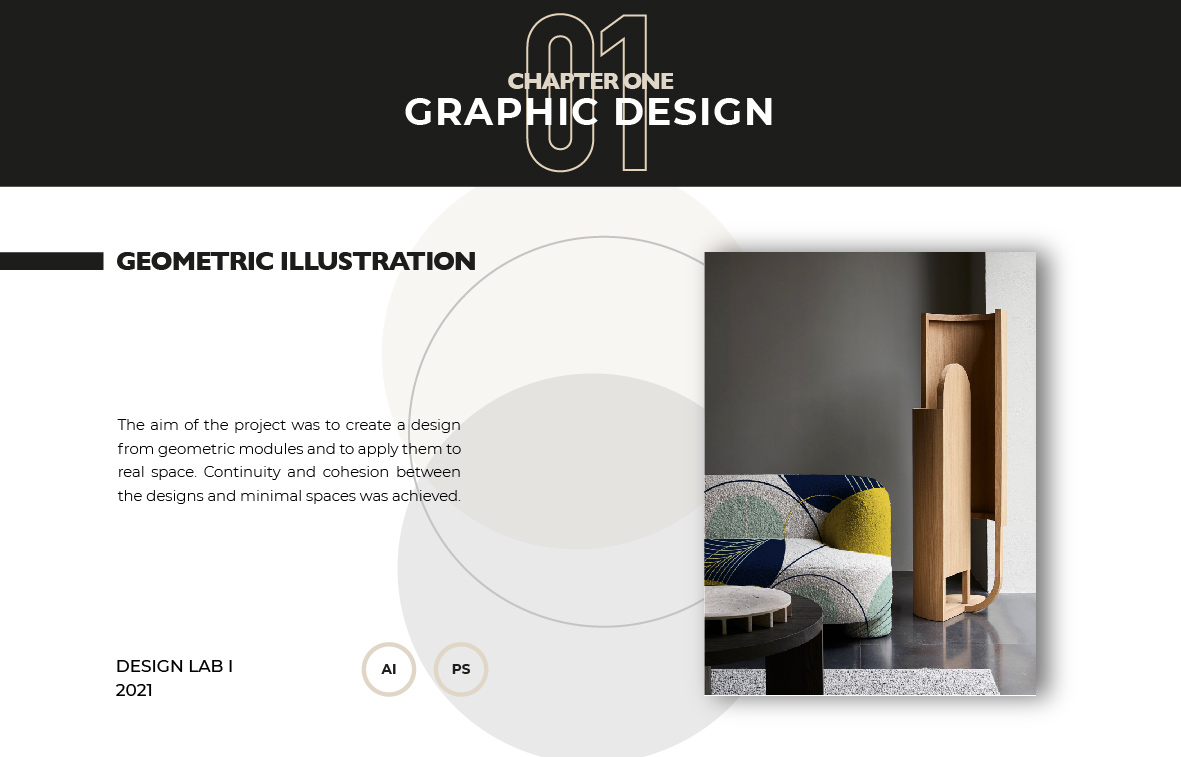 01
CHAPTER ONE
GRAPHIC DESIGN
GEOMETRIC ILLUSTRATION
The aim of the project was to create a design
from geometric modules and to apply them to
real space. Continuity and cohesion between
the designs and minimal spaces was achieved.
DESIGN LAB I
2021
AI
PS